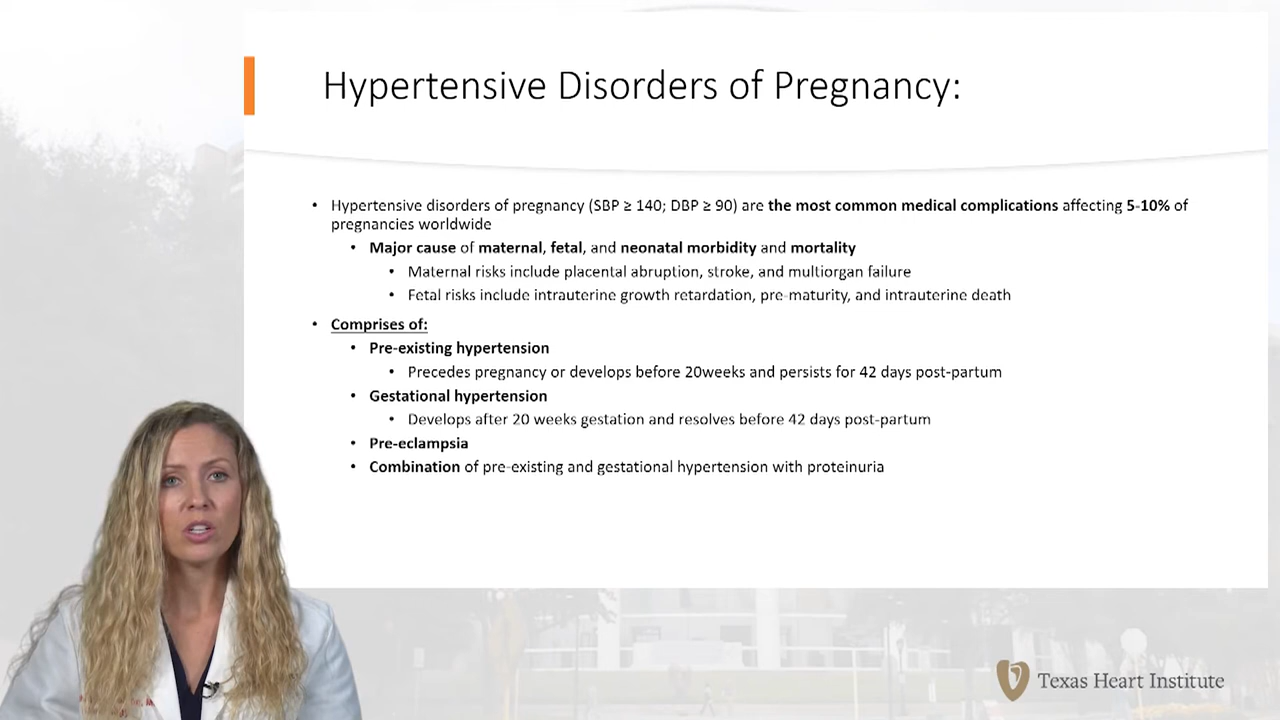 Hypertensive Disorders of Pregnancy:
• Hypertensive disorders of pregnancy (SBP ≥ 140; DBP ≥ 90) are the most common medical complications affecting 5-10% of
pregnancies worldwide
• Major cause of maternal, fetal, and neonatal morbidity and mortality
• Maternal risks include placental abruption, stroke, and multiorgan failure
• Fetal risks include intrauterine growth retardation, pre-maturity, and intrauterine death
• Comprises of:
• Pre-existing hypertension
• Precedes pregnancy or develops before 20weeks and persists for 42 days post-partum
• Gestational hypertension
• Develops after 20 weeks gestation and resolves before 42 days post-partum
• Pre-eclampsia
• Combination of pre-existing and gestational hypertension with proteinuria
Texas Heart Institute